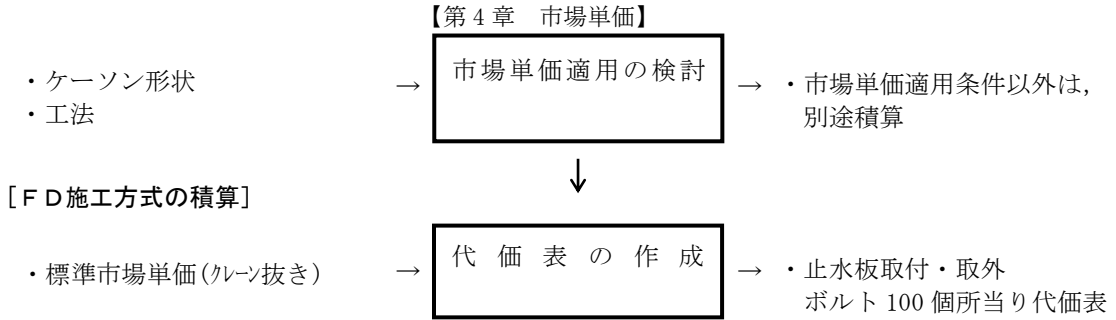 【第4章 市場単価】
・ケーソン形状
・工法
→
市場単価適用の検討
→
・市場単価適用条件以外は，
別途積算
↓
[ＦＤ施工方式の積算]
・標準市場単価(ｸﾚｰﾝ抜き)
→
代価表の作成
→
・止水板取付・取外
ボルト100個所当り代価表